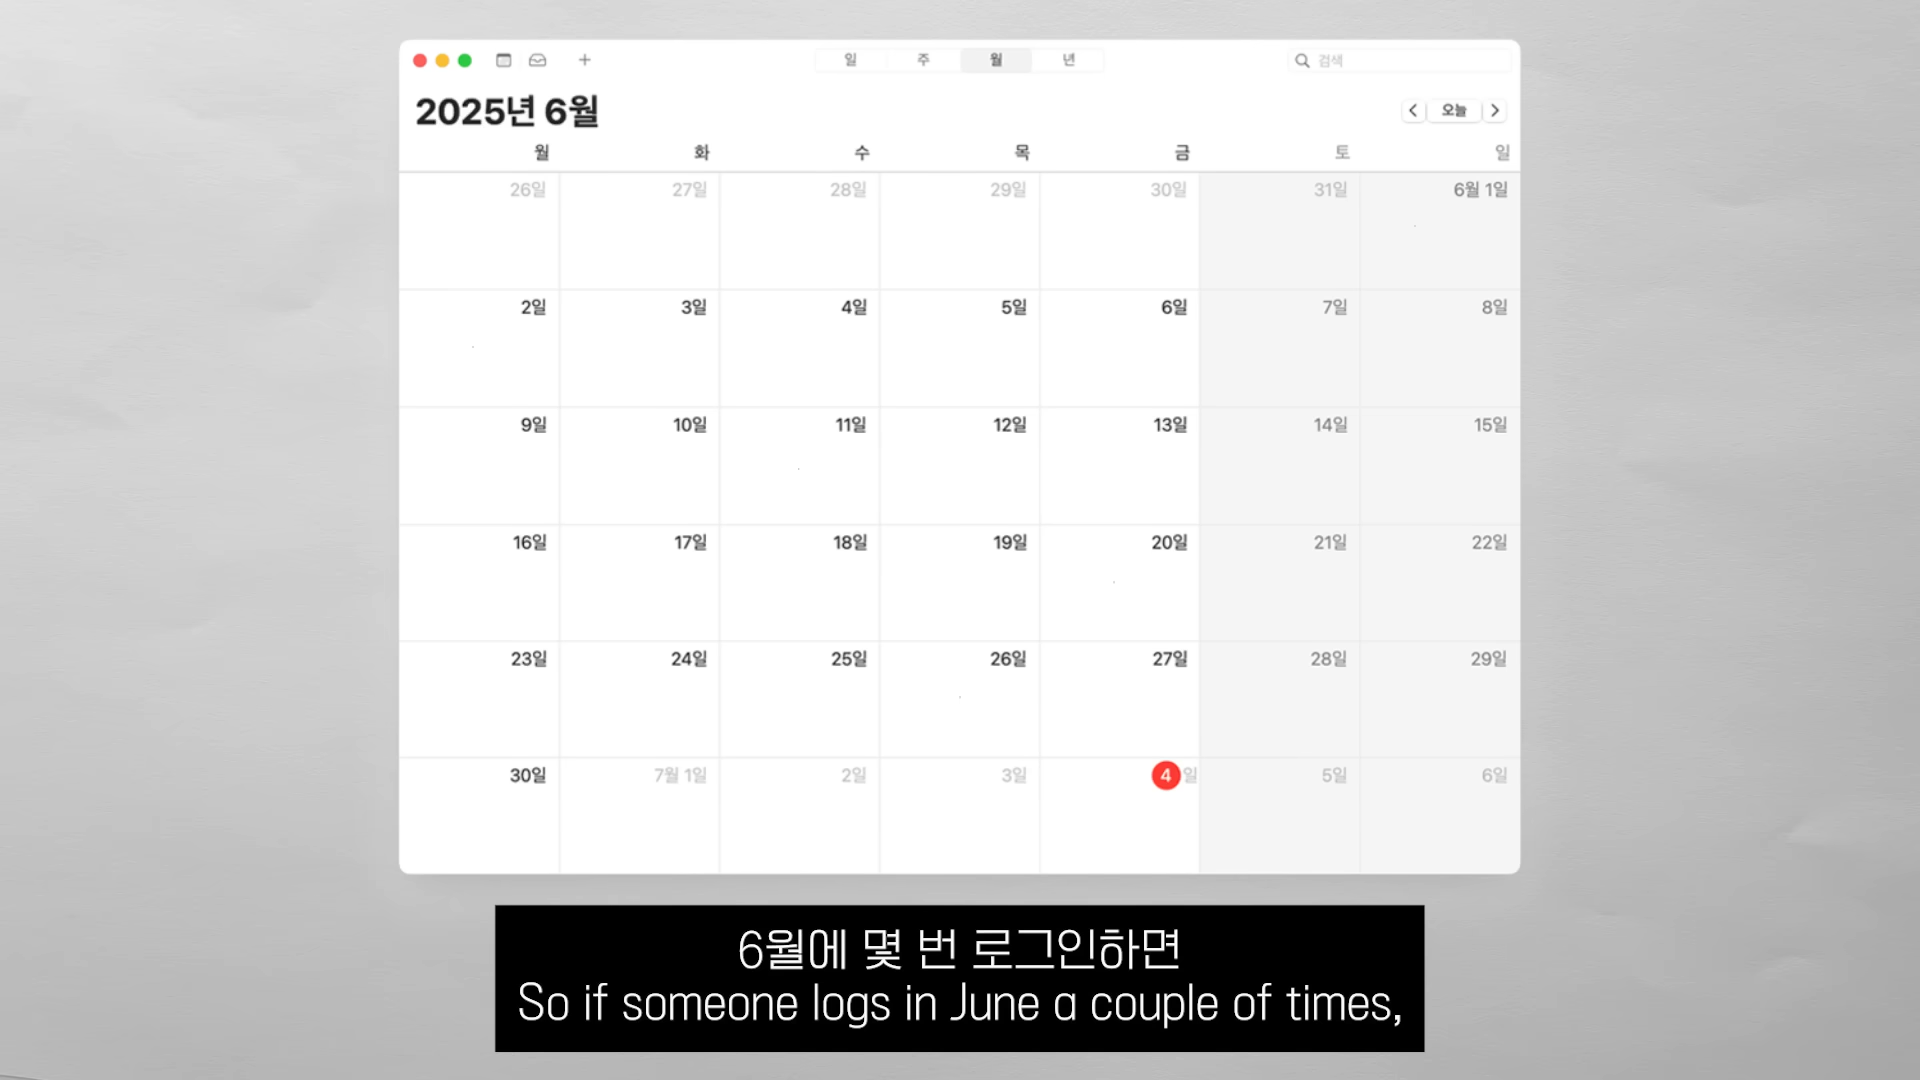 일 주 월 년
검색
2025년 6월
오늘
월 화 수 목 금 토 일
26일 27일 28일 29일 30일 31일 6월 1일
2일 3일 4일 5일 6일 7일 8일
9일 10일 11일 12일 13일 14일 15일
16일 17일 18일 19일 20일 21일 22일
23일 24일 25일 26일 27일 28일 29일
30일 7월 1일 2일 3일 4일 5일 6일
6월에 몇 번 로그인하면
So if someone logs in June a couple of times,